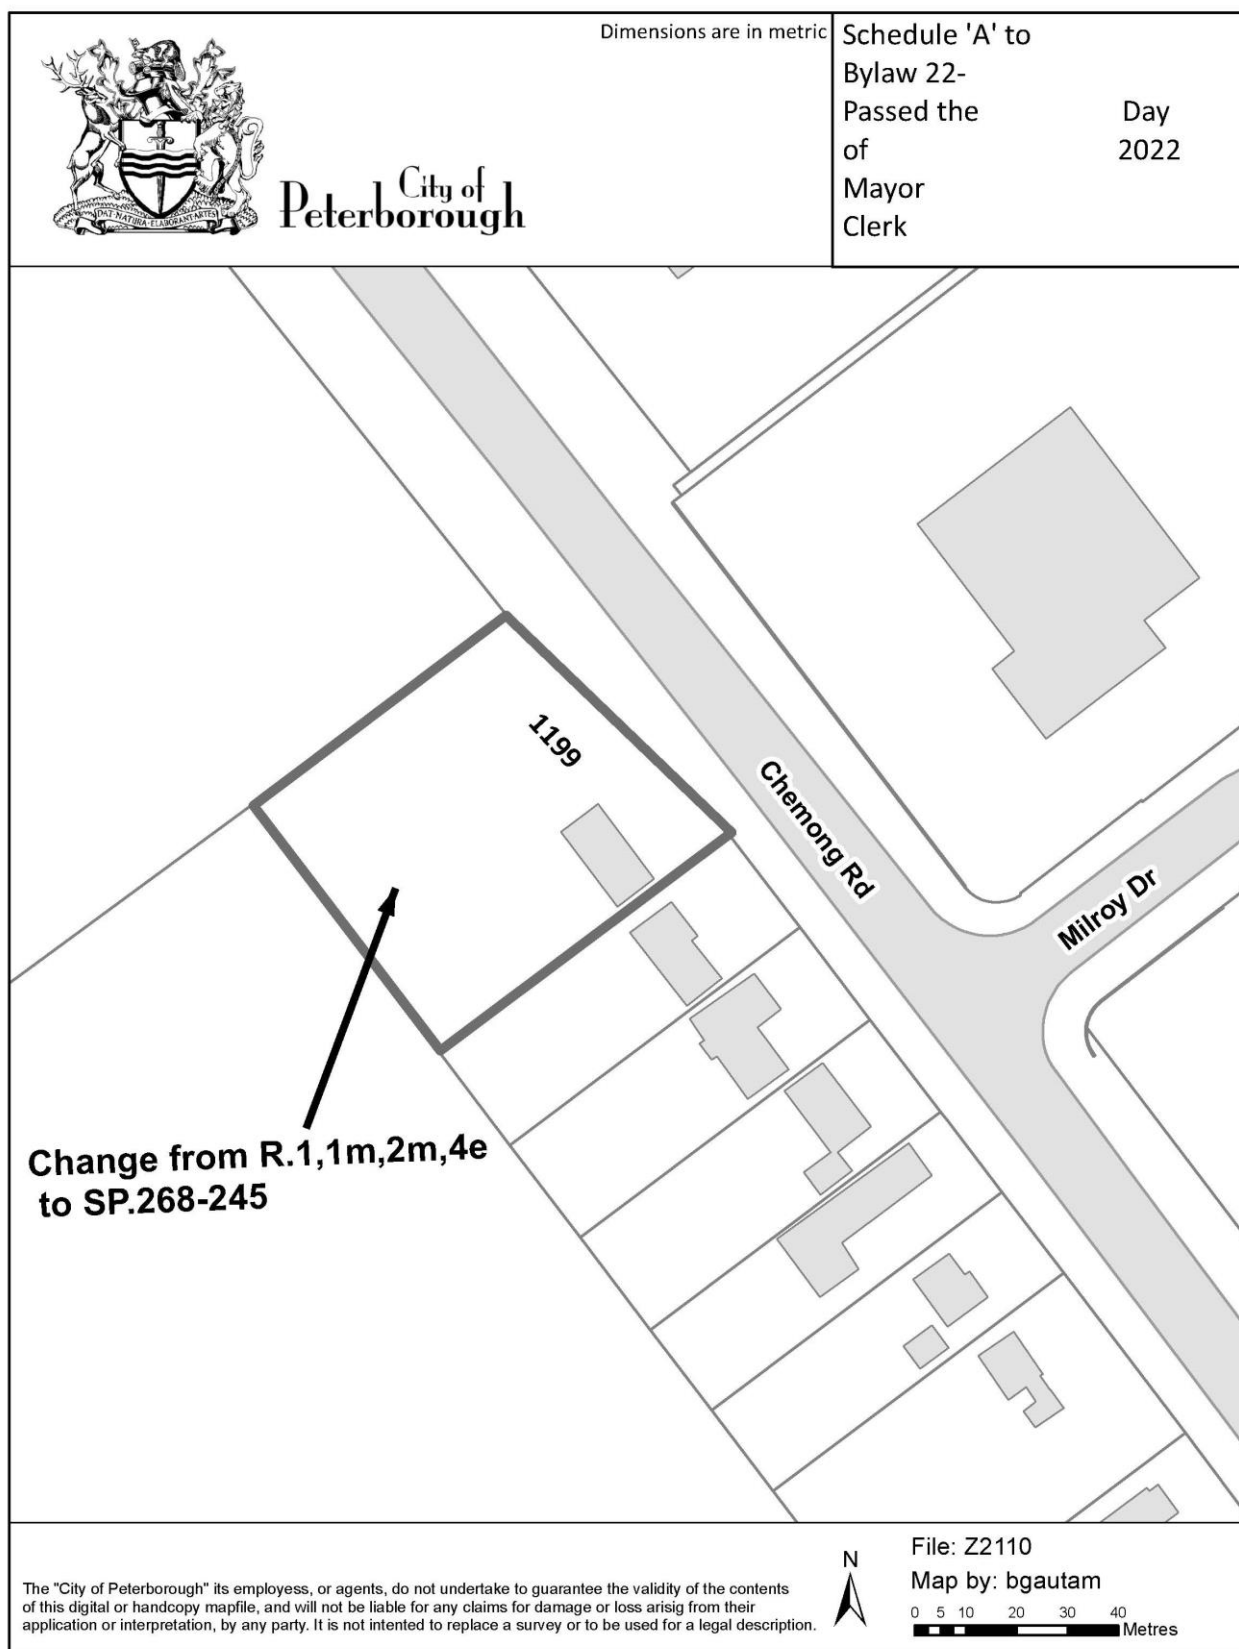 Dimensions are in metric
Schedule 'A' to
Bylaw 22-
Passed the Day
of 2022
Mayor
Clerk
DAT·NATURA·ELABORANT·ARTES
City of
Peterborough
1199
Chemong Rd
Milroy Dr
Change from R.1,1m,2m,4e
to SP.268-245
The "City of Peterborough" its employess, or agents, do not undertake to guarantee the validity of the contents
of this digital or handcopy mapfile, and will not be liable for any claims for damage or loss arisig from their
application or interpretation, by any party. It is not intended to replace a survey or to be used for a legal description.
N
File: Z2110
Map by: bgautam
0 5 10 20 30 40
Metres